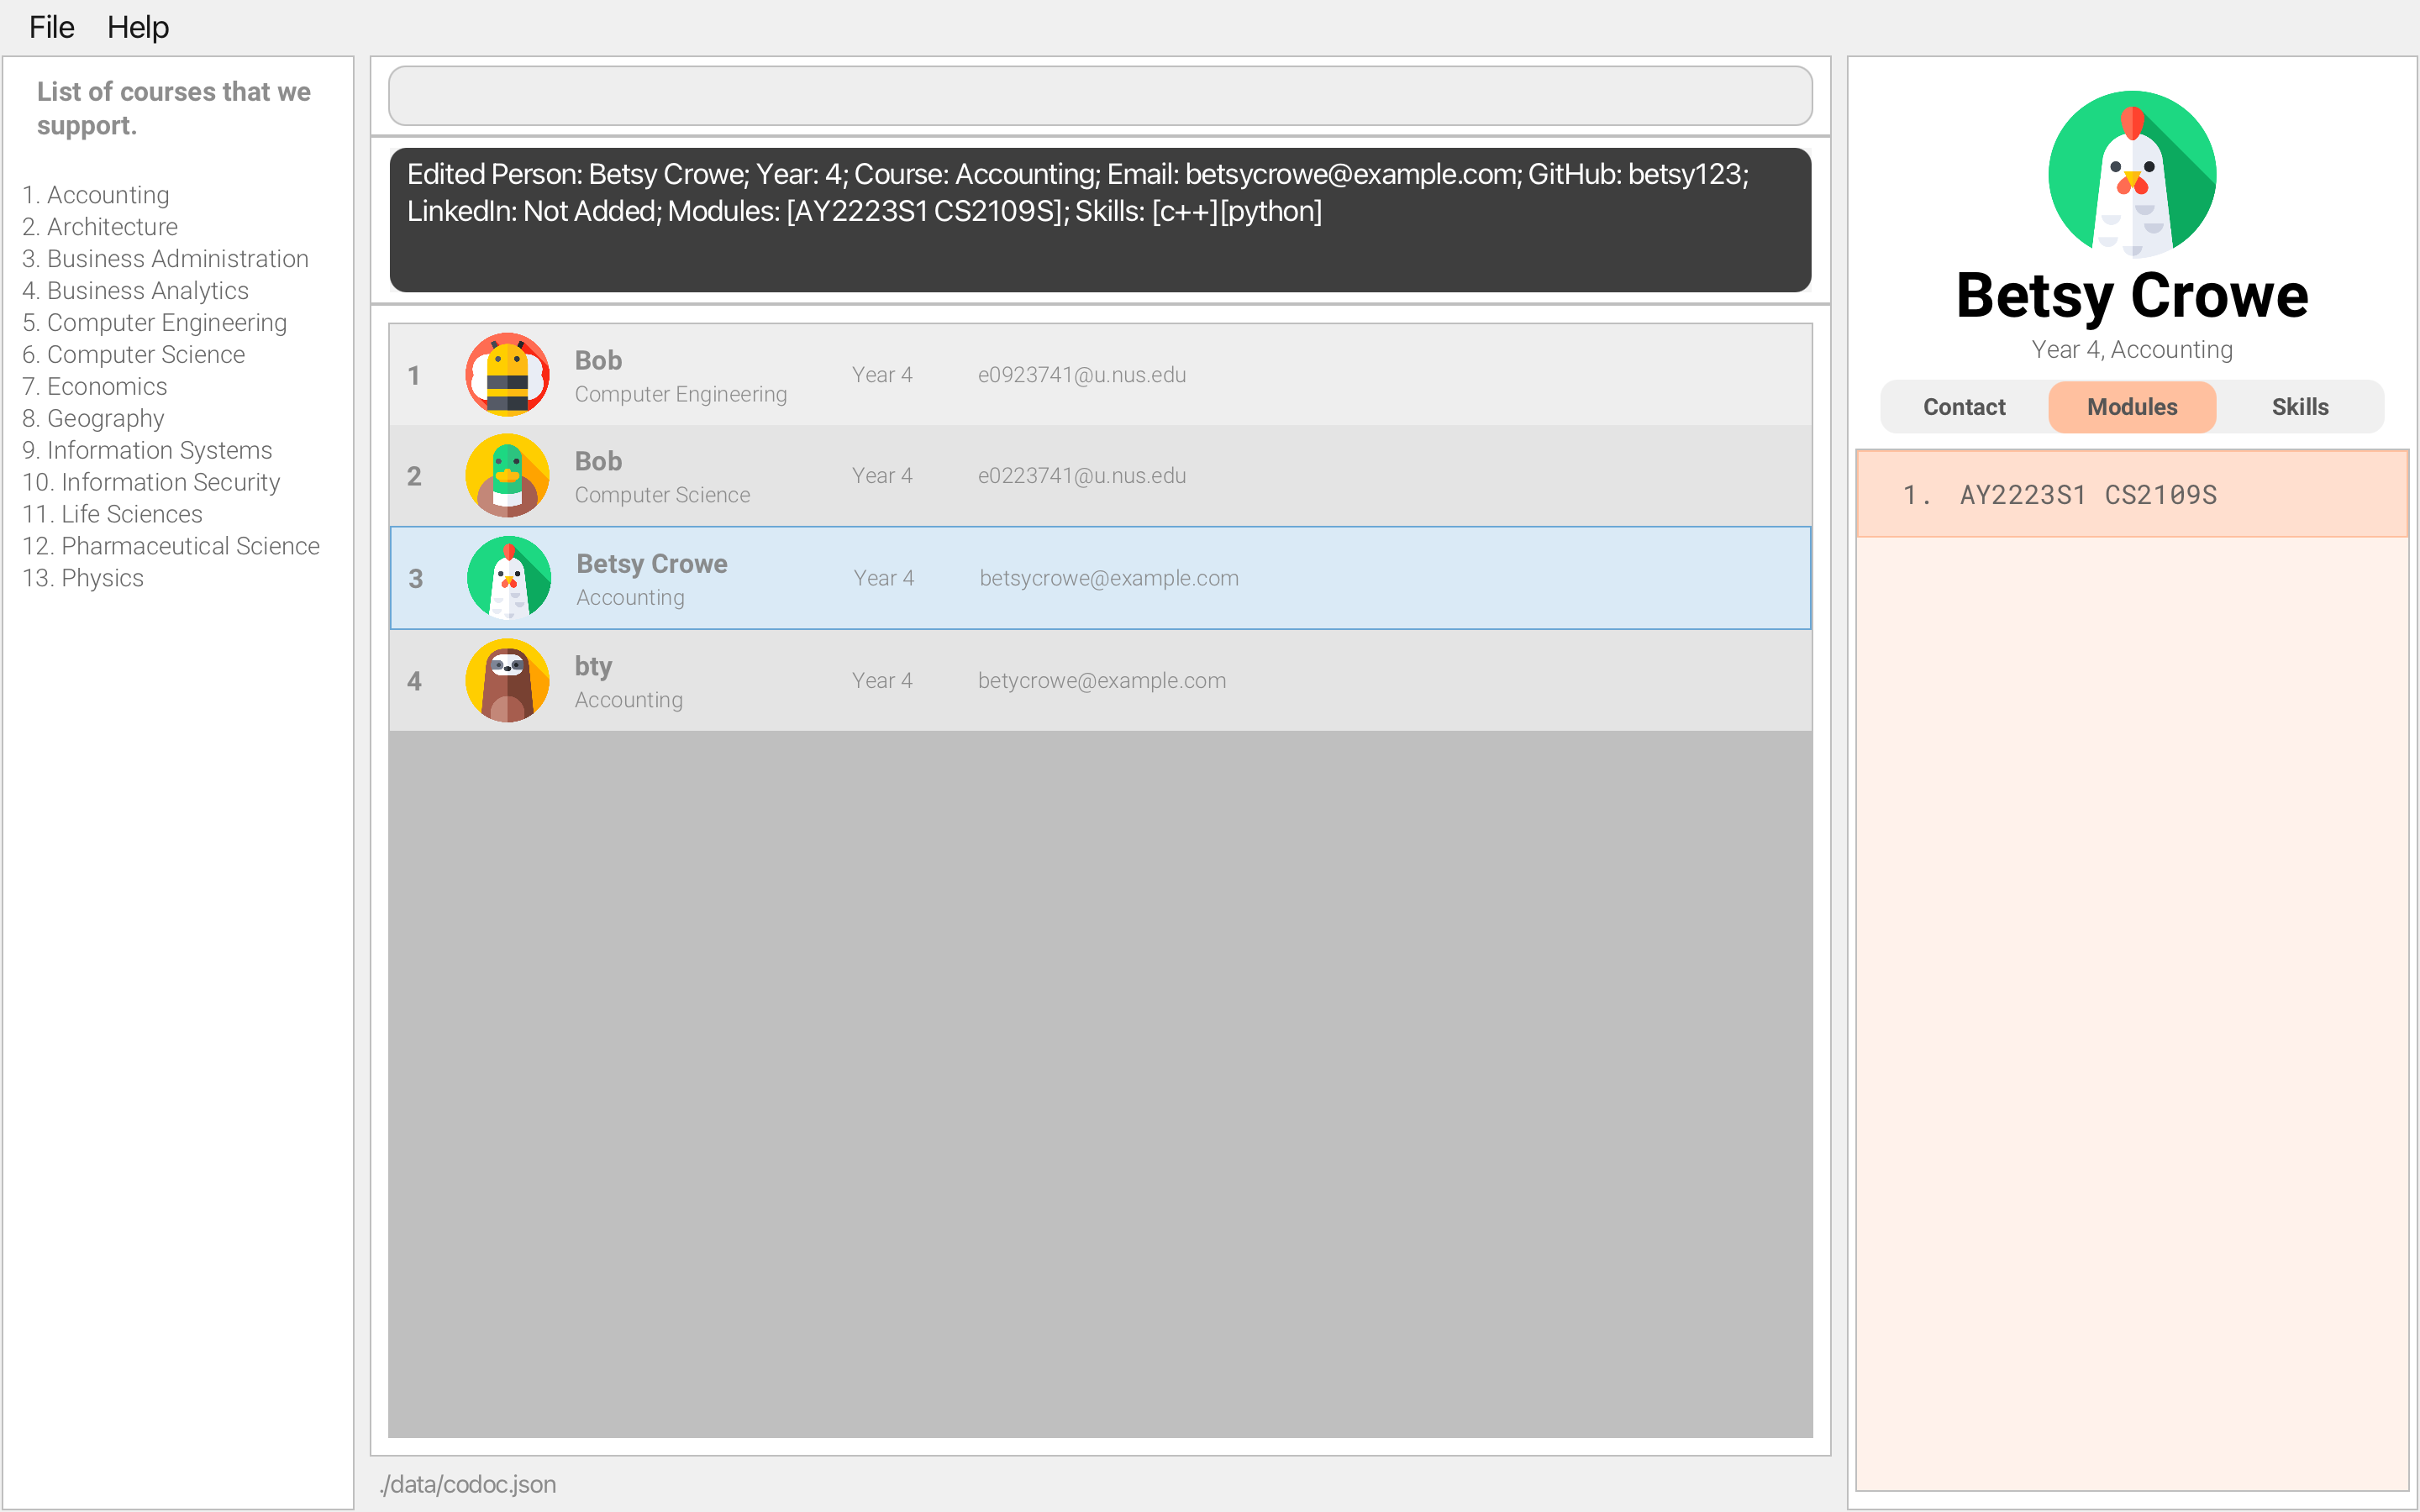 File Help
List of courses that we
support.
1. Accounting
2. Architecture
3. Business Administration
4. Business Analytics
5. Computer Engineering
6. Computer Science
7. Economics
8. Geography
9. Information Systems
10. Information Security
11. Life Sciences
12. Pharmaceutical Science
13. Physics
Edited Person: Betsy Crowe; Year: 4; Course: Accounting; Email: betsycrowe@example.com; GitHub: betsy123;
LinkedIn: Not Added; Modules: [AY2223S1 CS2109S]; Skills: [c++][python]
1 Bob Year 4 e0923741@u.nus.edu
Computer Engineering
2 Bob Year 4 e0223741@u.nus.edu
Computer Science
3 Betsy Crowe Year 4 betsycrowe@example.com
Accounting
4 bty Year 4 betycrowe@example.com
Accounting
./data/codoc.json
Betsy Crowe
Year 4, Accounting
Contact Modules Skills
1. AY2223S1 CS2109S